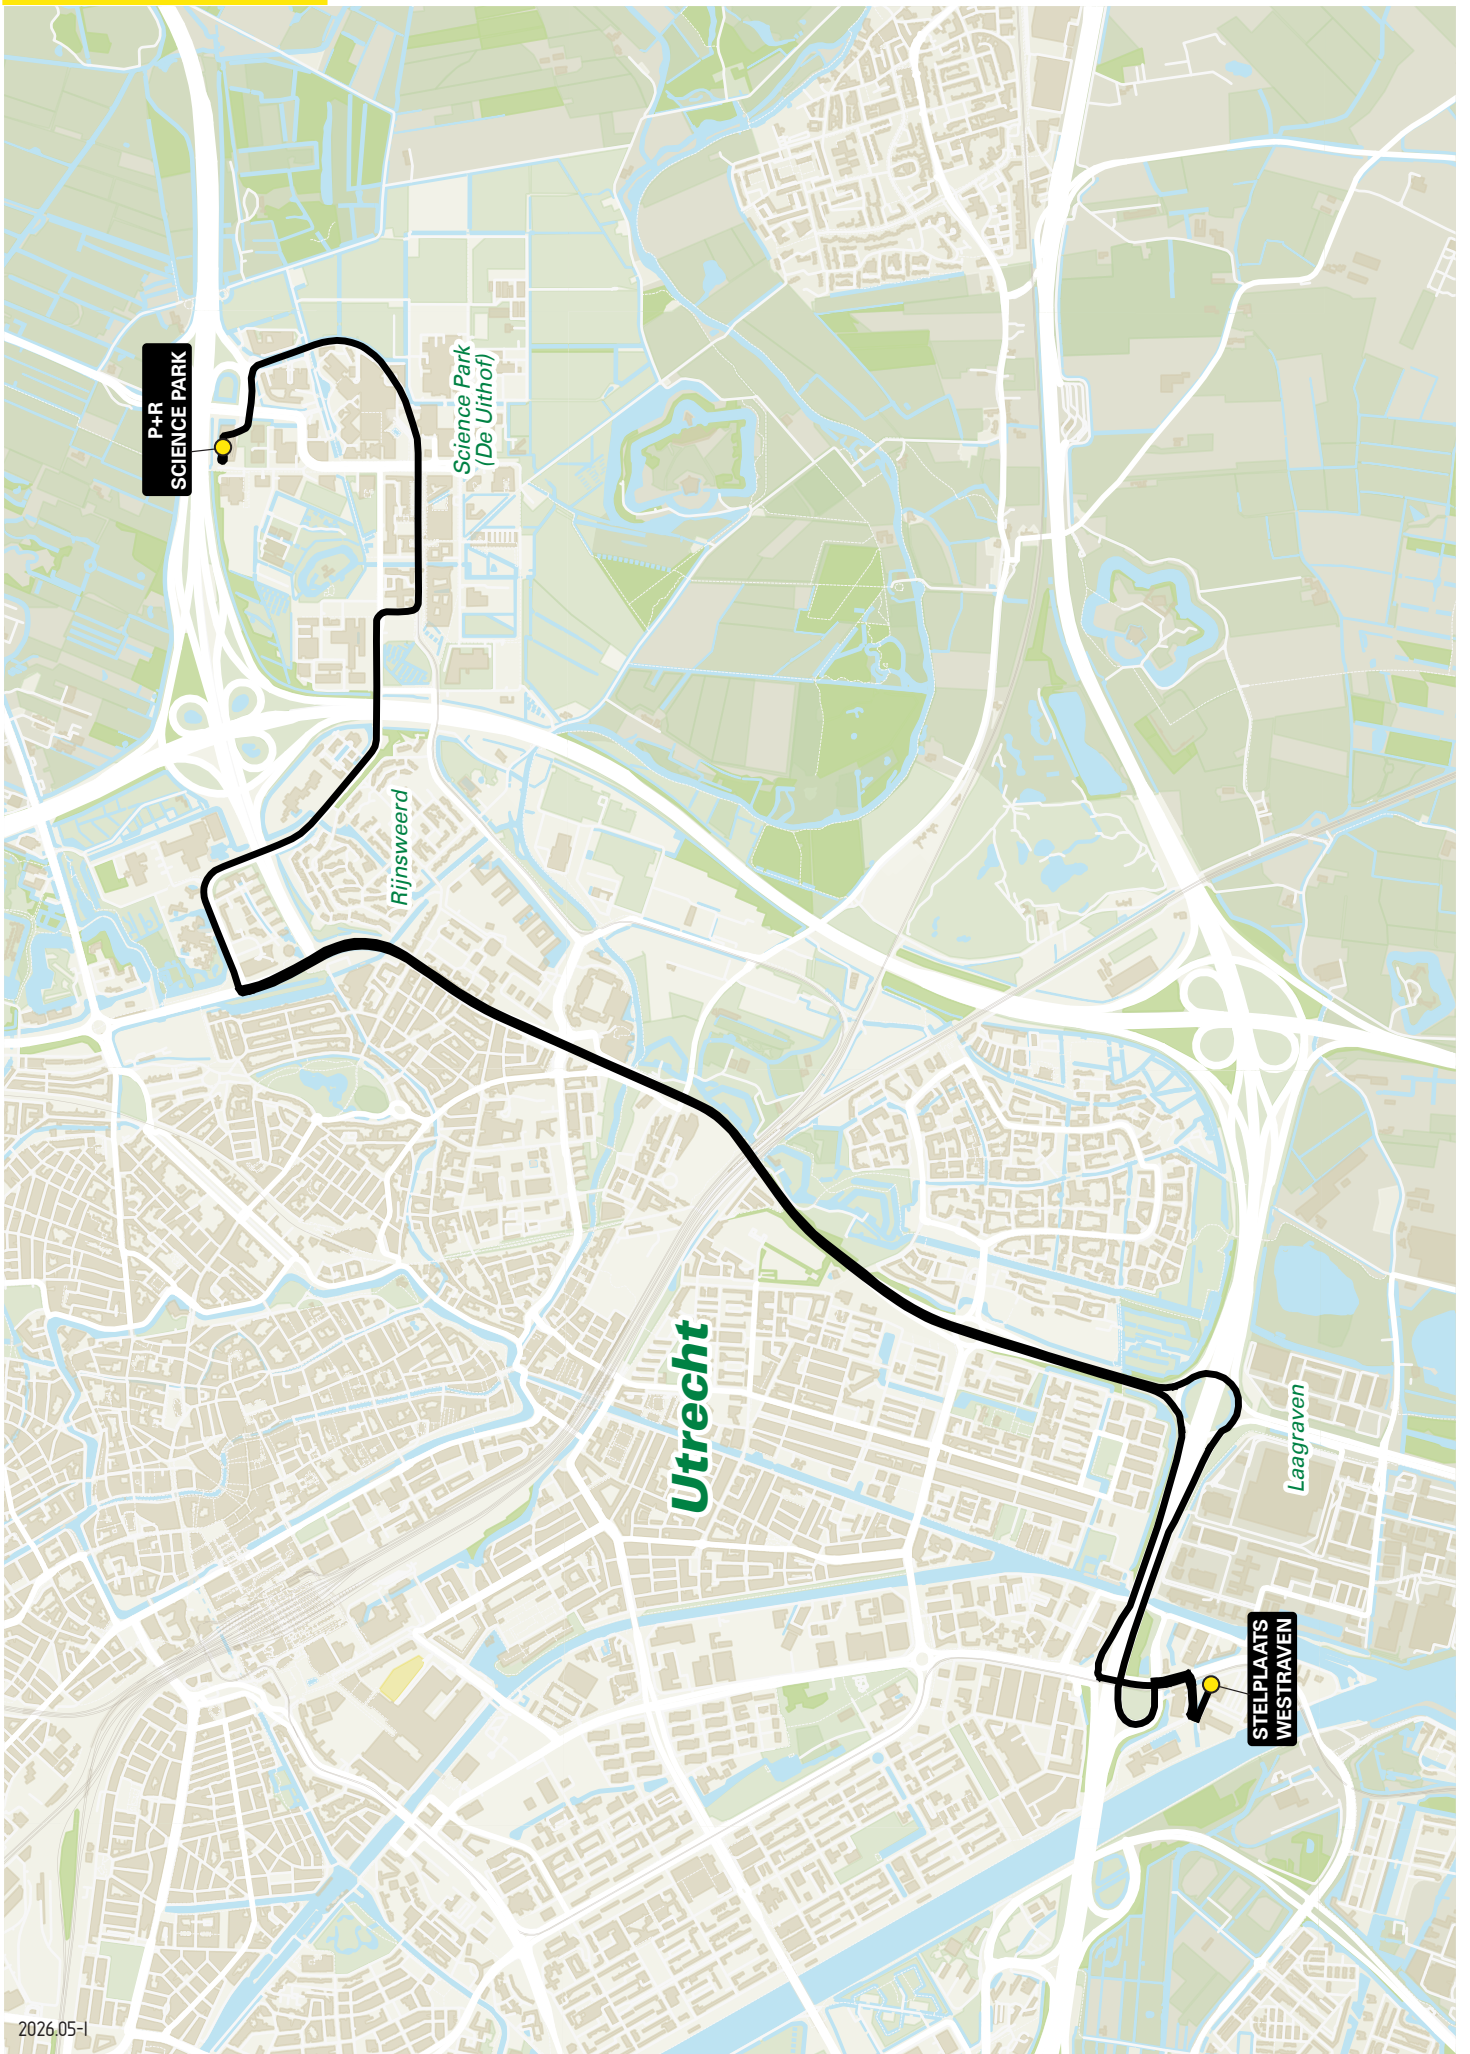 P+R
SCIENCE PARK
Science Park
(De Uithof)
Rijnsweerd
Utrecht
Laagraven
STELPLAATS
WESTRAVEN
2026.05-I